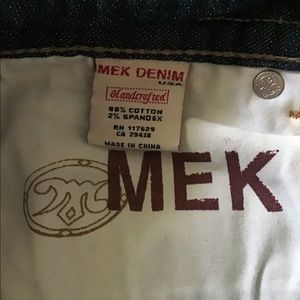 MEK DENIM
USA
Handcrafted
98% COTTON
2% SPANDEX
RN 117629
CA 29438
MADE IN CHINA
MEK